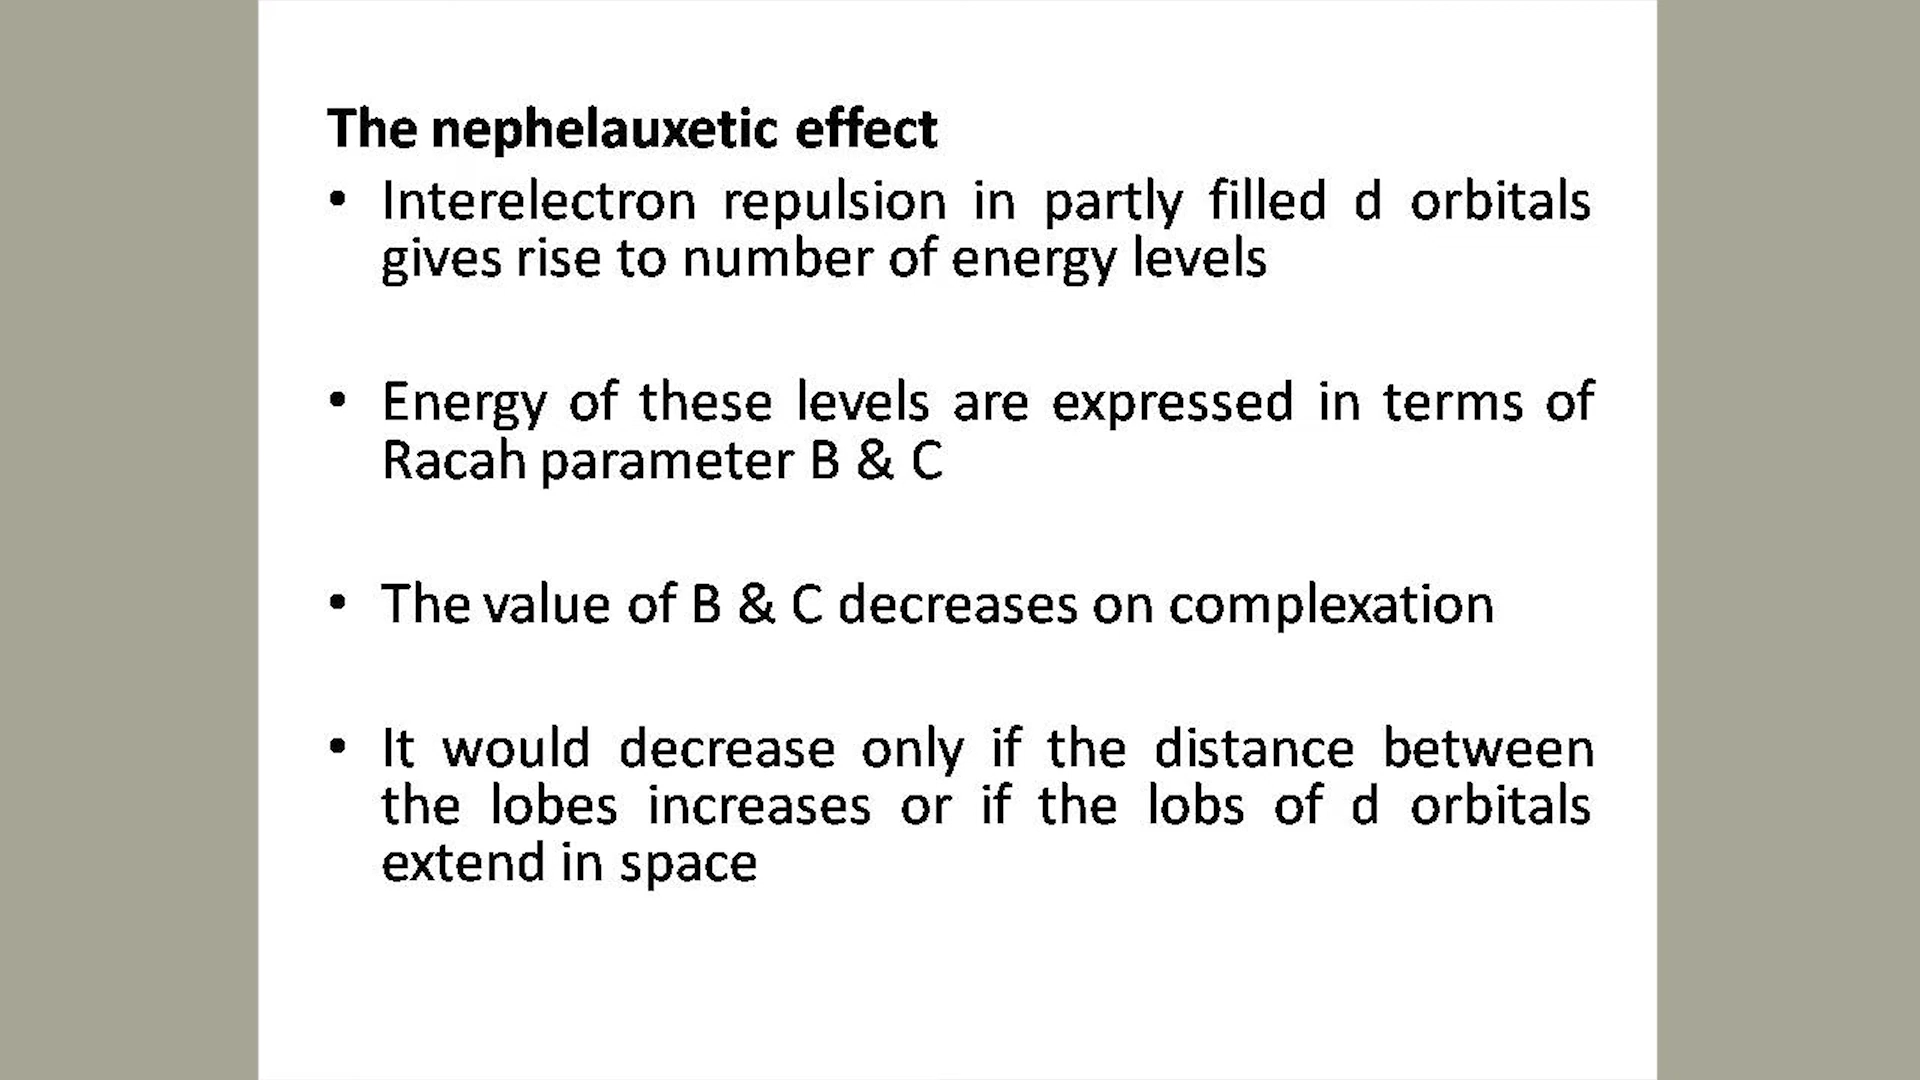 The nephelauxetic effect
• Interelectron repulsion in partly filled d orbitals
gives rise to number of energy levels
• Energy of these levels are expressed in terms of
Racah parameter B & C
• The value of B & C decreases on complexation
• It would decrease only if the distance between
the lobes increases or if the lobs of d orbitals
extend in space